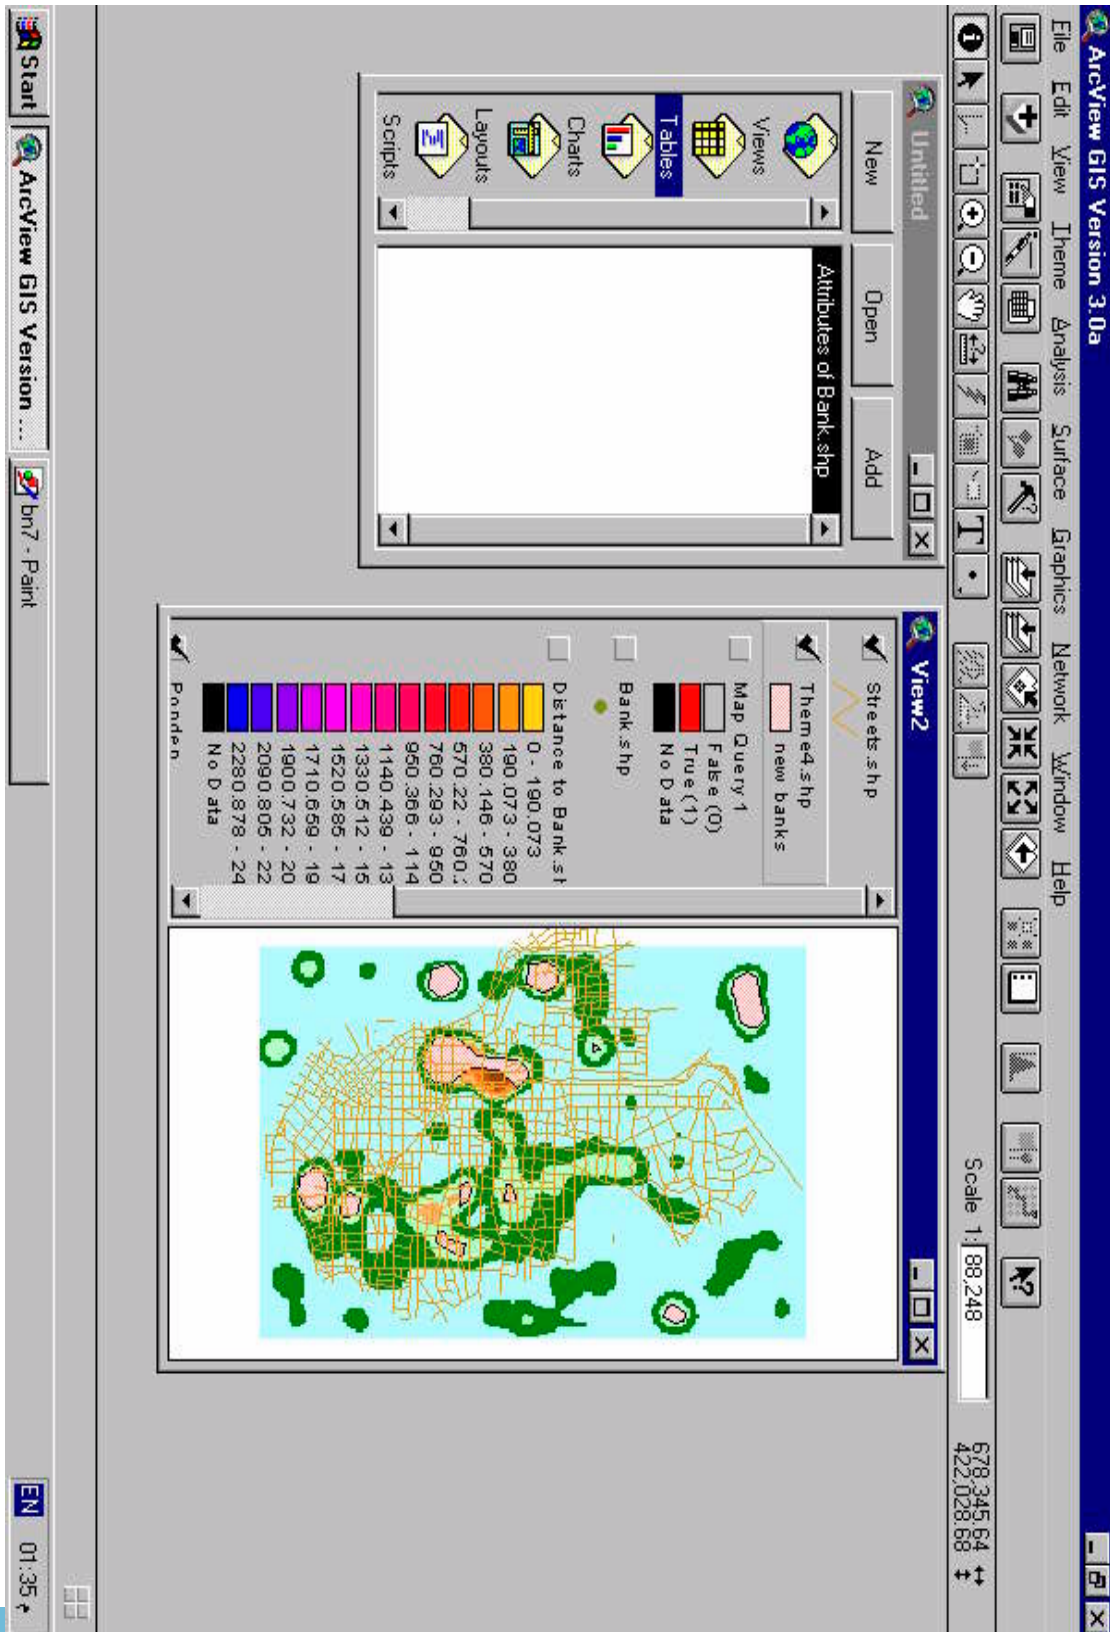 ArcView GIS Version 3.0a
File Edit View Theme Analysis Surface Graphics Network Window Help
Scale 1: 88,248
678,345.64
422,028.68
Untitled
New Open Add
Views
Tables
Charts
Layouts
Scripts
Attributes of Bank.shp
View2
Streets.shp
Theme4.shp
new banks
Map Query 1
False (0)
True (1)
No Data
Bank.shp
Distance to Bank.sh
0 - 190.073
190.073 - 380
380.146 - 570
570.22 - 760.
760.293 - 950
950.366 - 114
1140.439 - 13
1330.512 - 15
1520.585 - 17
1710.659 - 19
1900.732 - 20
2090.805 - 22
2280.878 - 24
No Data
Start
ArcView GIS Version ...
bn7 - Paint
EN
01:35